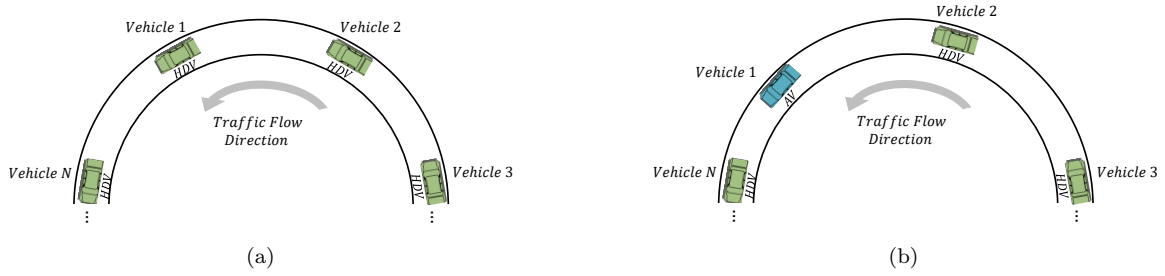 Vehicle 1
Vehicle 2
HDV
HDV
Traffic Flow
Direction
Vehicle N
HDV
HDV
Vehicle 3
...
...
(a)
Vehicle 2
HDV
Vehicle 1
AV
Traffic Flow
Direction
Vehicle N
HDV
HDV
Vehicle 3
...
...
(b)